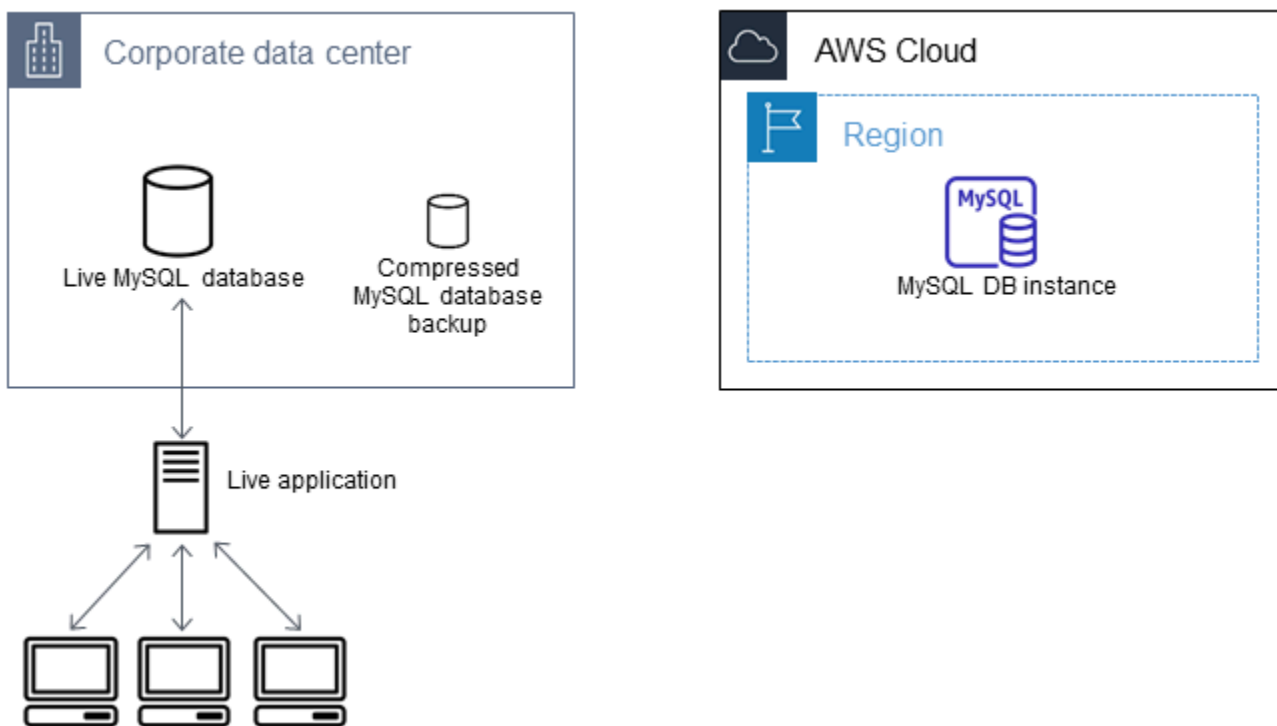 Corporate data center
AWS Cloud
Region
MySQL
Live MySQL database
Compressed
MySQL database
backup
MySQL DB instance
Live application